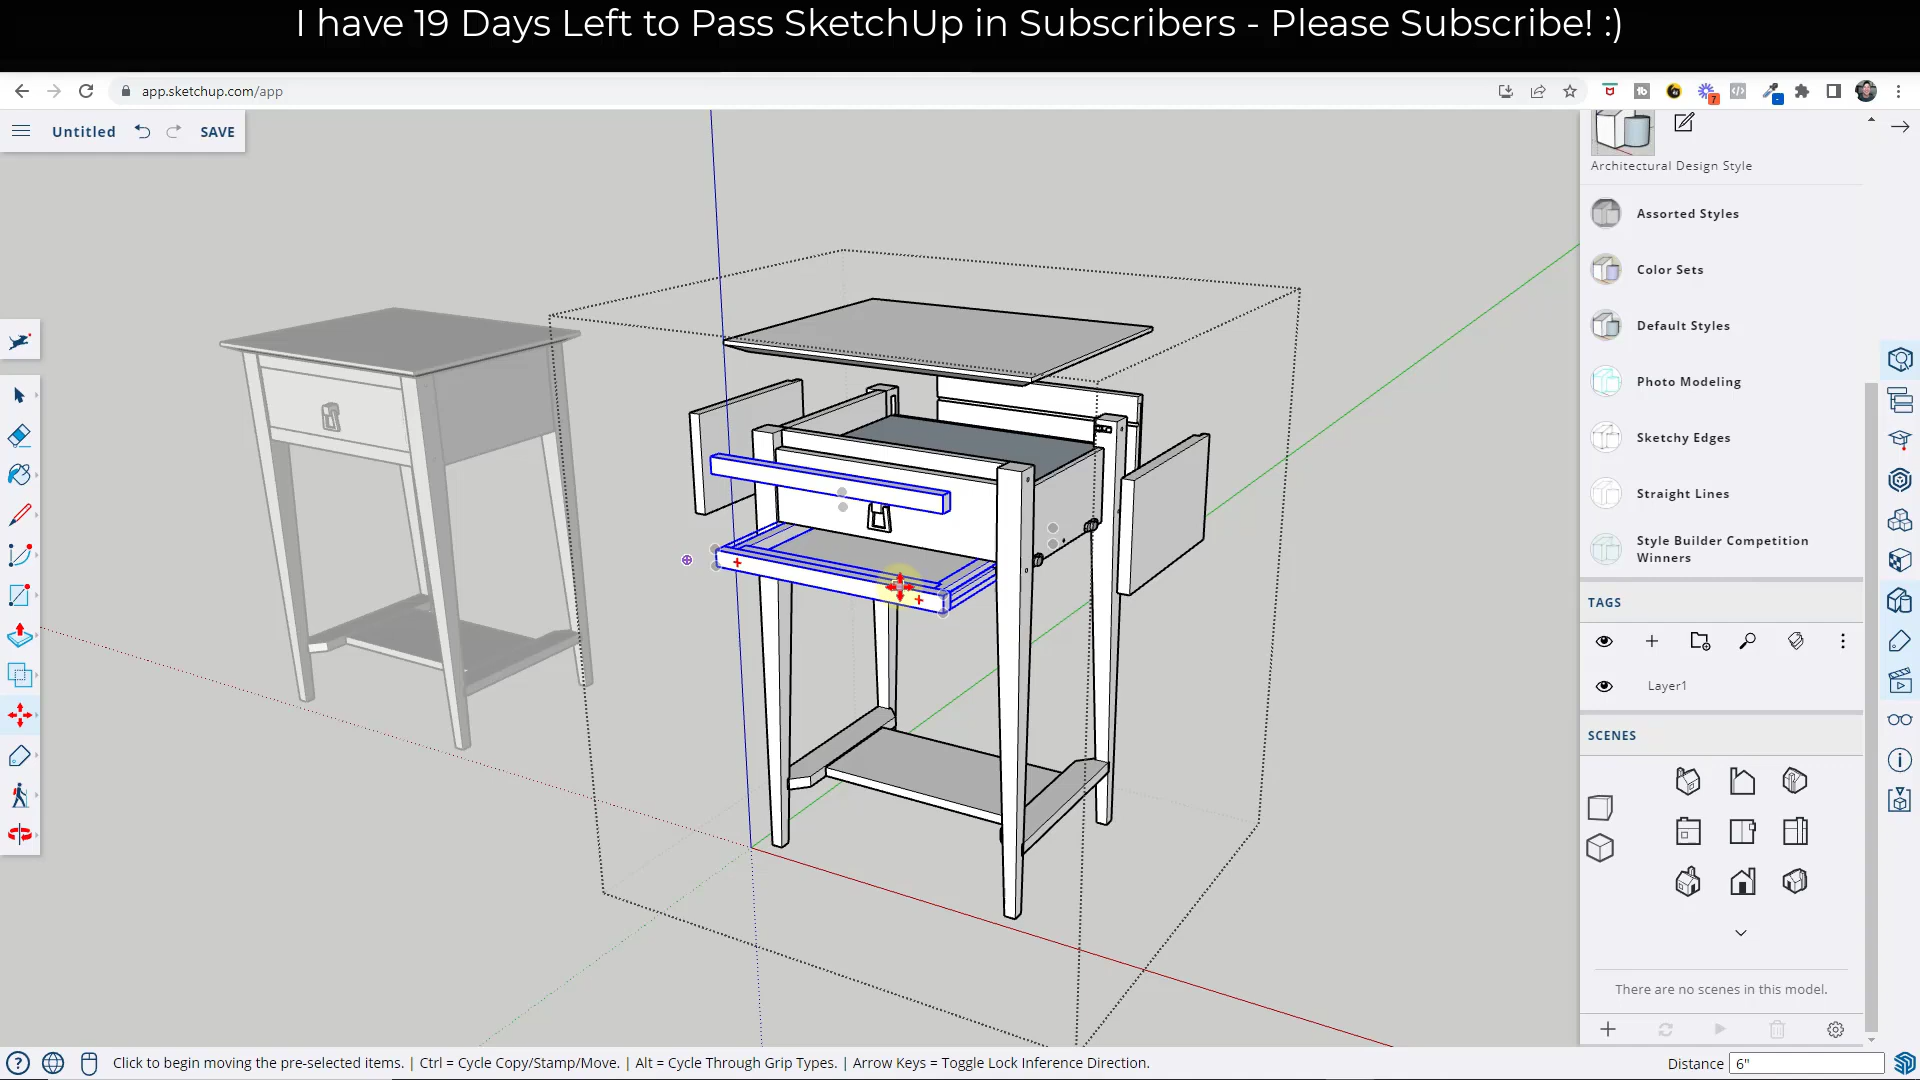 I have 19 Days Left to Pass SketchUp in Subscribers - Please Subscribe! :)
app.sketchup.com/app
7
Untitled
SAVE
Architectural Design Style
Assorted Styles
Color Sets
Default Styles
Photo Modeling
Sketchy Edges
Straight Lines
Style Builder Competition
Winners
TAGS
Layer1
SCENES
There are no scenes in this model.
Click to begin moving the pre-selected items. | Ctrl = Cycle Copy/Stamp/Move. | Alt = Cycle Through Grip Types. | Arrow Keys = Toggle Lock Inference Direction.
Distance 6"